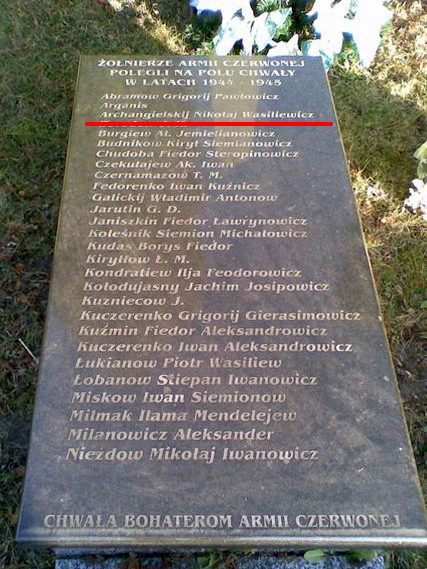 ŻOŁNIERZE ARMII CZERWONEJ
POLEGLI NA POLU CHWAŁY
W LATACH 1944 - 1945
Abramow Grigorij Pawłowicz
Arganis
Archangielskij Nikołaj Wasiliewicz
Burgiew Al. Jemielianowicz
Budnikow Kirył Siemianowicz
Chudoba Fiedor Steropinowicz
Czekułajew Ak. Iwan
Czernamazow T. M.
Fedorenko Iwan Kuźnicz
Galickij Władimir Antonow
Jarutin G. D.
Janiszkin Fiedor Ławrynowicz
Koleśnik Siemion Michałowicz
Kudas Borys Fiedor
Kiryłłow Ł. M.
Kondratiew Ilja Feodorowicz
Kołodujasny Jachim Josipowicz
Kuzniecow J.
Kuczerenko Grigorij Gierasimowicz
Kuźmin Fiedor Aleksandrowicz
Kuczerenko Iwan Aleksandrowicz
Łukianow Piotr Wasiliew
Łobanow Stiepan Iwanowicz
Miskow Iwan Siemionow
Milmak Ilama Mendelejew
Milanowicz Aleksander
Nieżdow Mikołaj Iwanowicz
CHWAŁA BOHATEROM ARMII CZERWONEJ